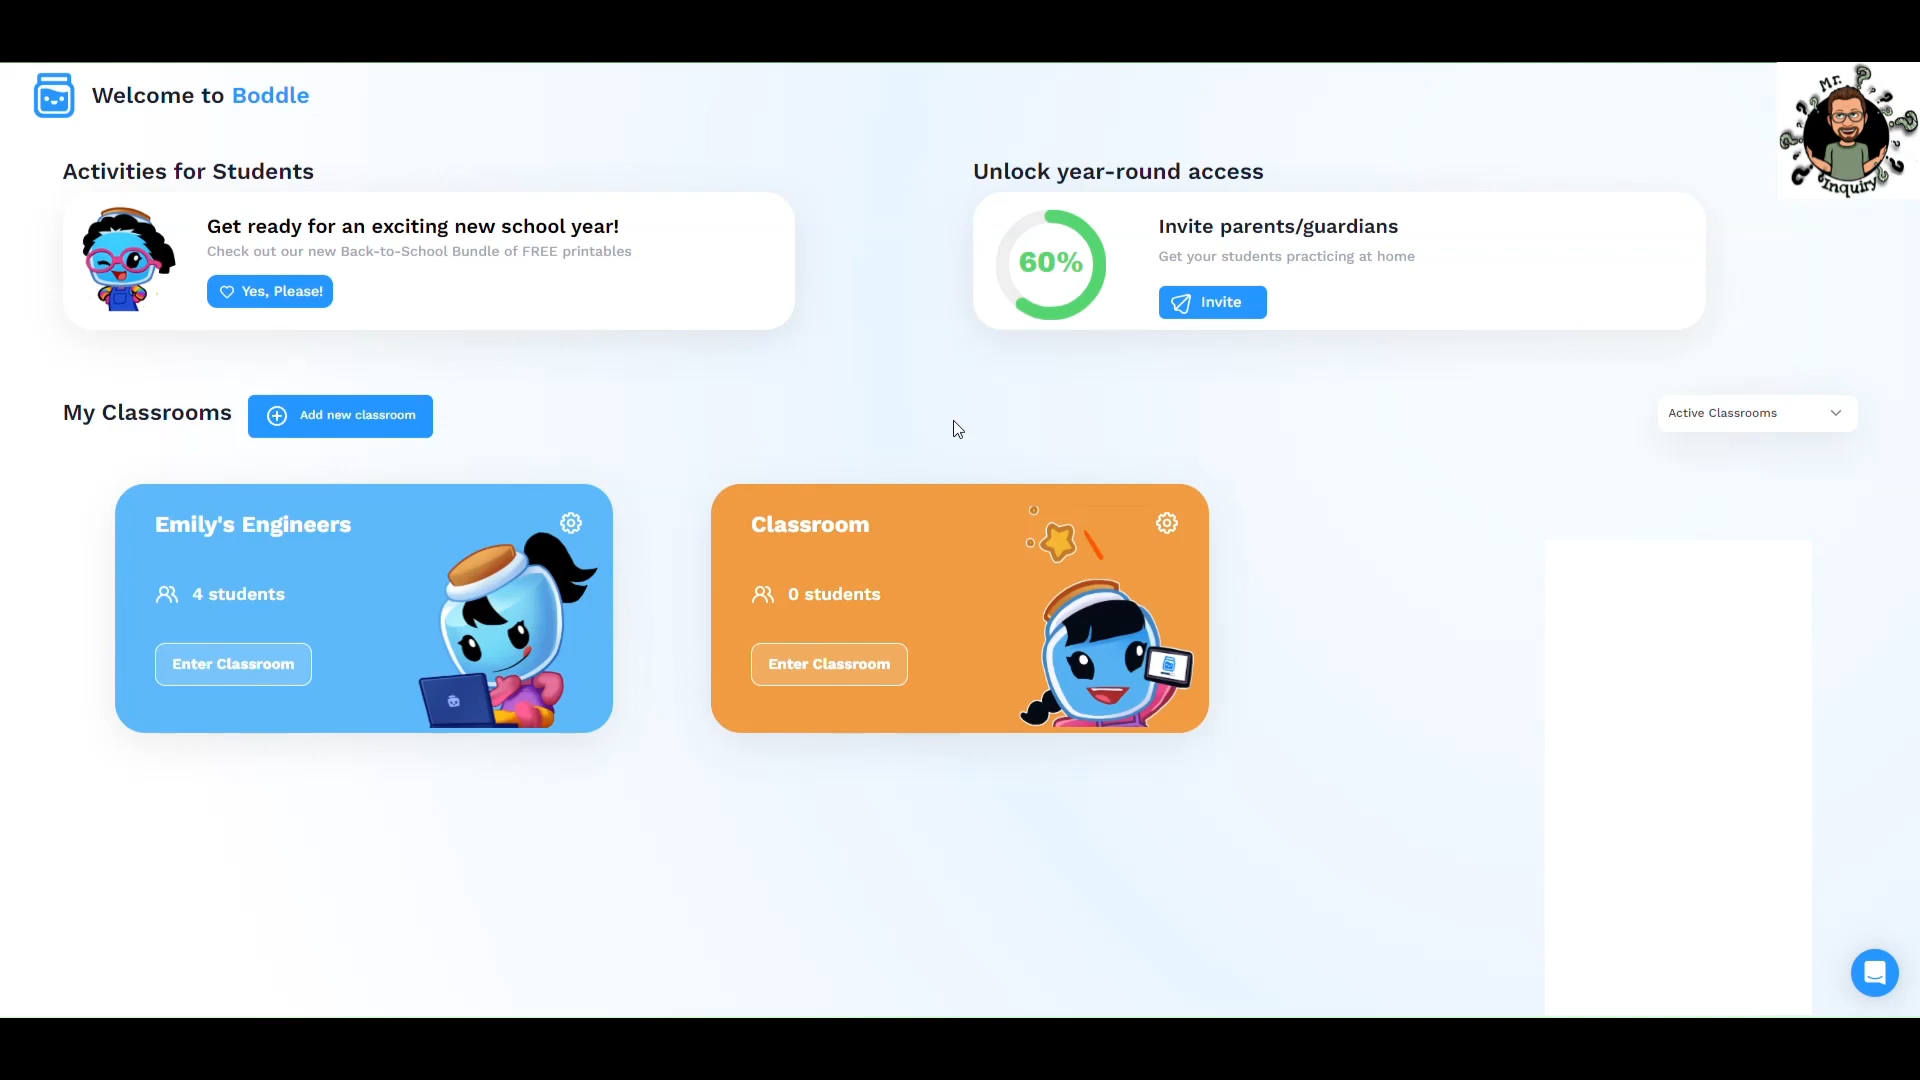 Welcome to Boddle
Mr.
Inquiry
Activities for Students
Unlock year-round access
Get ready for an exciting new school year!
Check out our new Back-to-School Bundle of FREE printables
Yes, Please!
60%
Invite parents/guardians
Get your students practicing at home
Invite
My Classrooms
Add new classroom
Active Classrooms
Emily's Engineers
4 students
Enter Classroom
Classroom
0 students
Enter Classroom